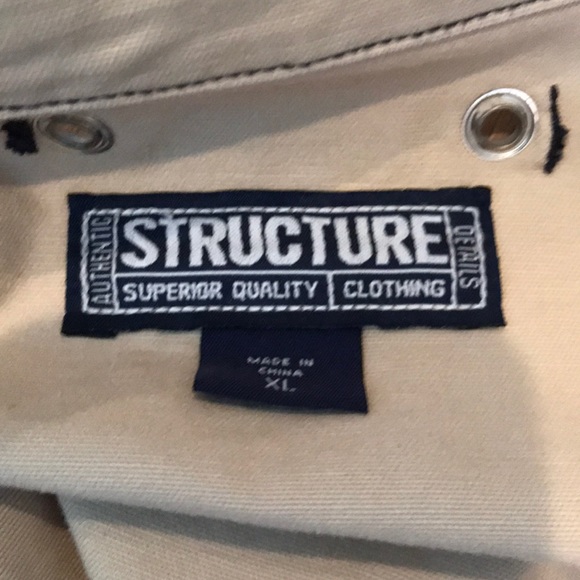 AUTHENTIC
STRUCTURE
DETAILS
SUPERIOR QUALITY CLOTHING
MADE IN
CHINA
XL